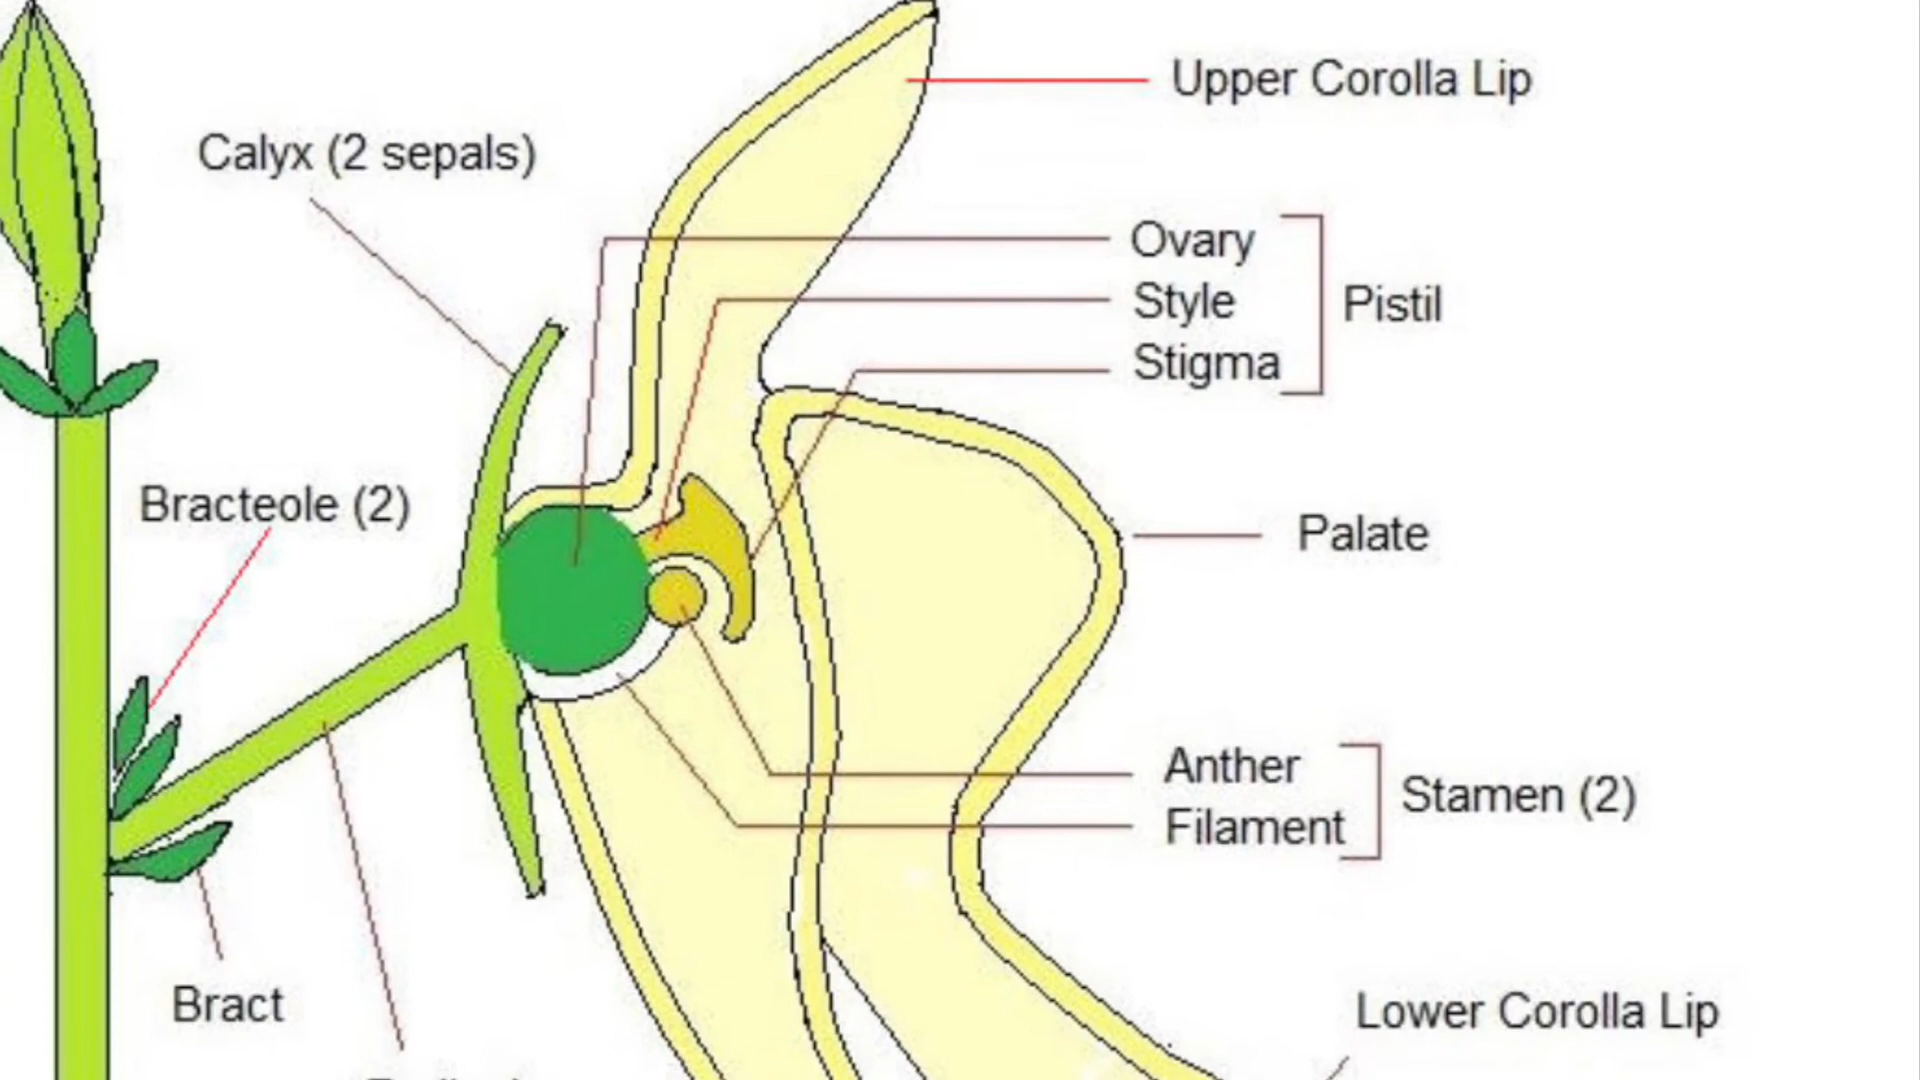 Upper Corolla Lip
Calyx (2 sepals)
Ovary
Style
Stigma
Pistil
Bracteole (2)
Palate
Anther
Filament
Stamen (2)
Bract
Lower Corolla Lip